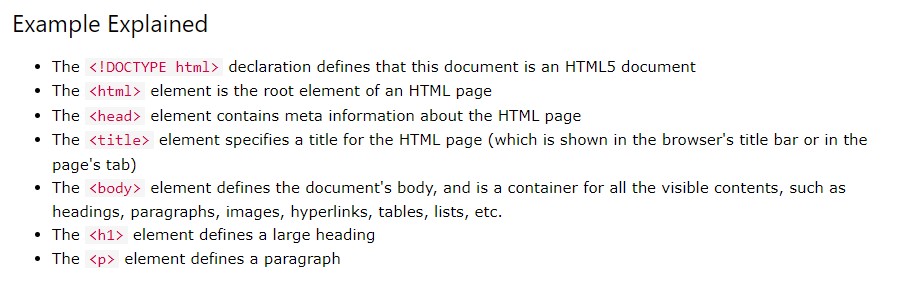 Example Explained
• The <!DOCTYPE html> declaration defines that this document is an HTML5 document
• The <html> element is the root element of an HTML page
• The <head> element contains meta information about the HTML page
• The <title> element specifies a title for the HTML page (which is shown in the browser's title bar or in the
page's tab)
• The <body> element defines the document's body, and is a container for all the visible contents, such as
headings, paragraphs, images, hyperlinks, tables, lists, etc.
• The <h1> element defines a large heading
• The <p> element defines a paragraph